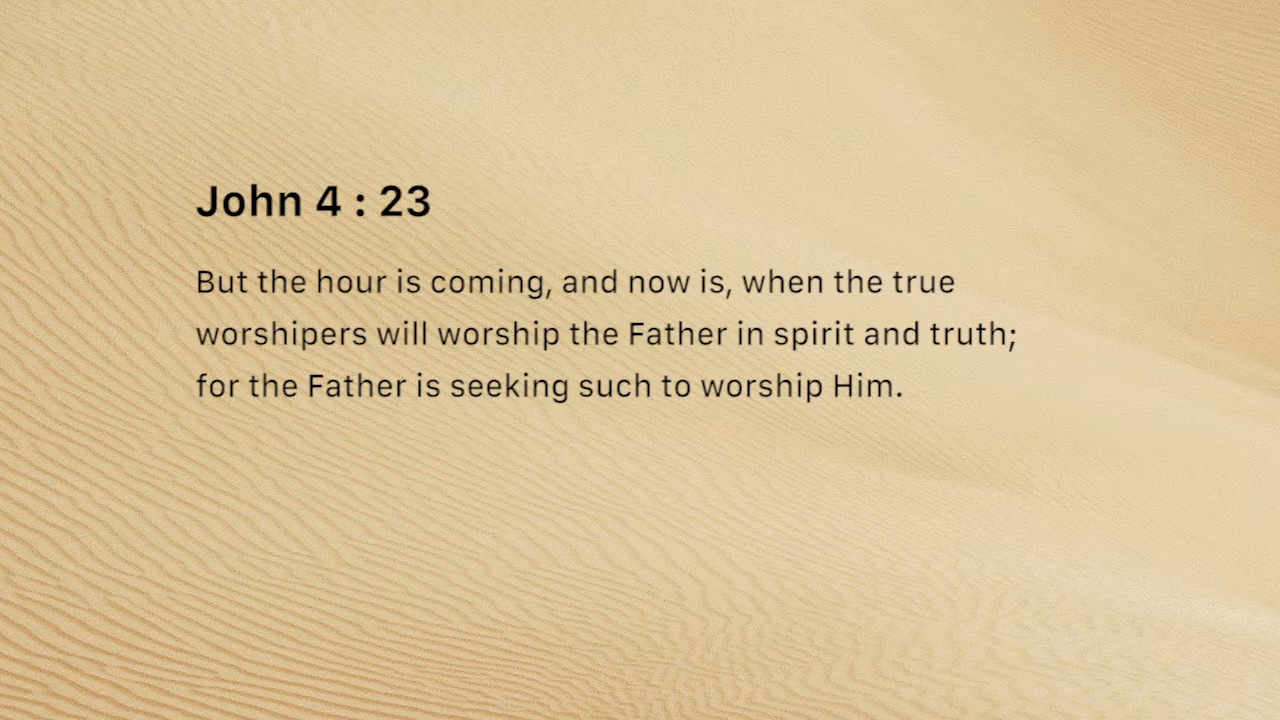 John 4 : 23
But the hour is coming, and now is, when the true
worshipers will worship the Father in spirit and truth;
for the Father is seeking such to worship Him.